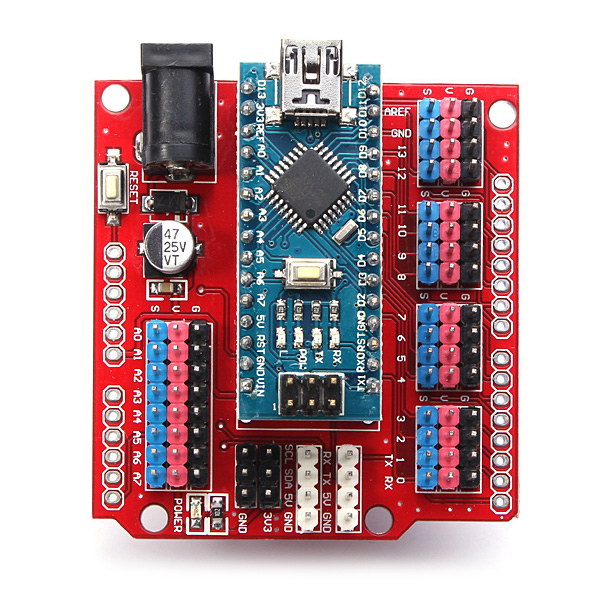 S V G
AREF
GND
13
12
S V G
11
10
9
8
S V G
7
6
5
4
S V G
3
2
TX 1
RX 0
RESET
47
25V
VT
S V G
A0
A1
A2
A3
A4
A5
A6
A7
D13
3V3
REF
A0
A1
A2
A3
A4
A5
A6
A7
5V
RST
GND
VIN
D12
D11
D10
D9
D8
D7
D6
D5
D4
D3
D2
GND
RST
RX0
TX1
L
POW
TX
RX
1
POWER
GND
3V3
SCL SDA 5V GND
RX TX 5V GND